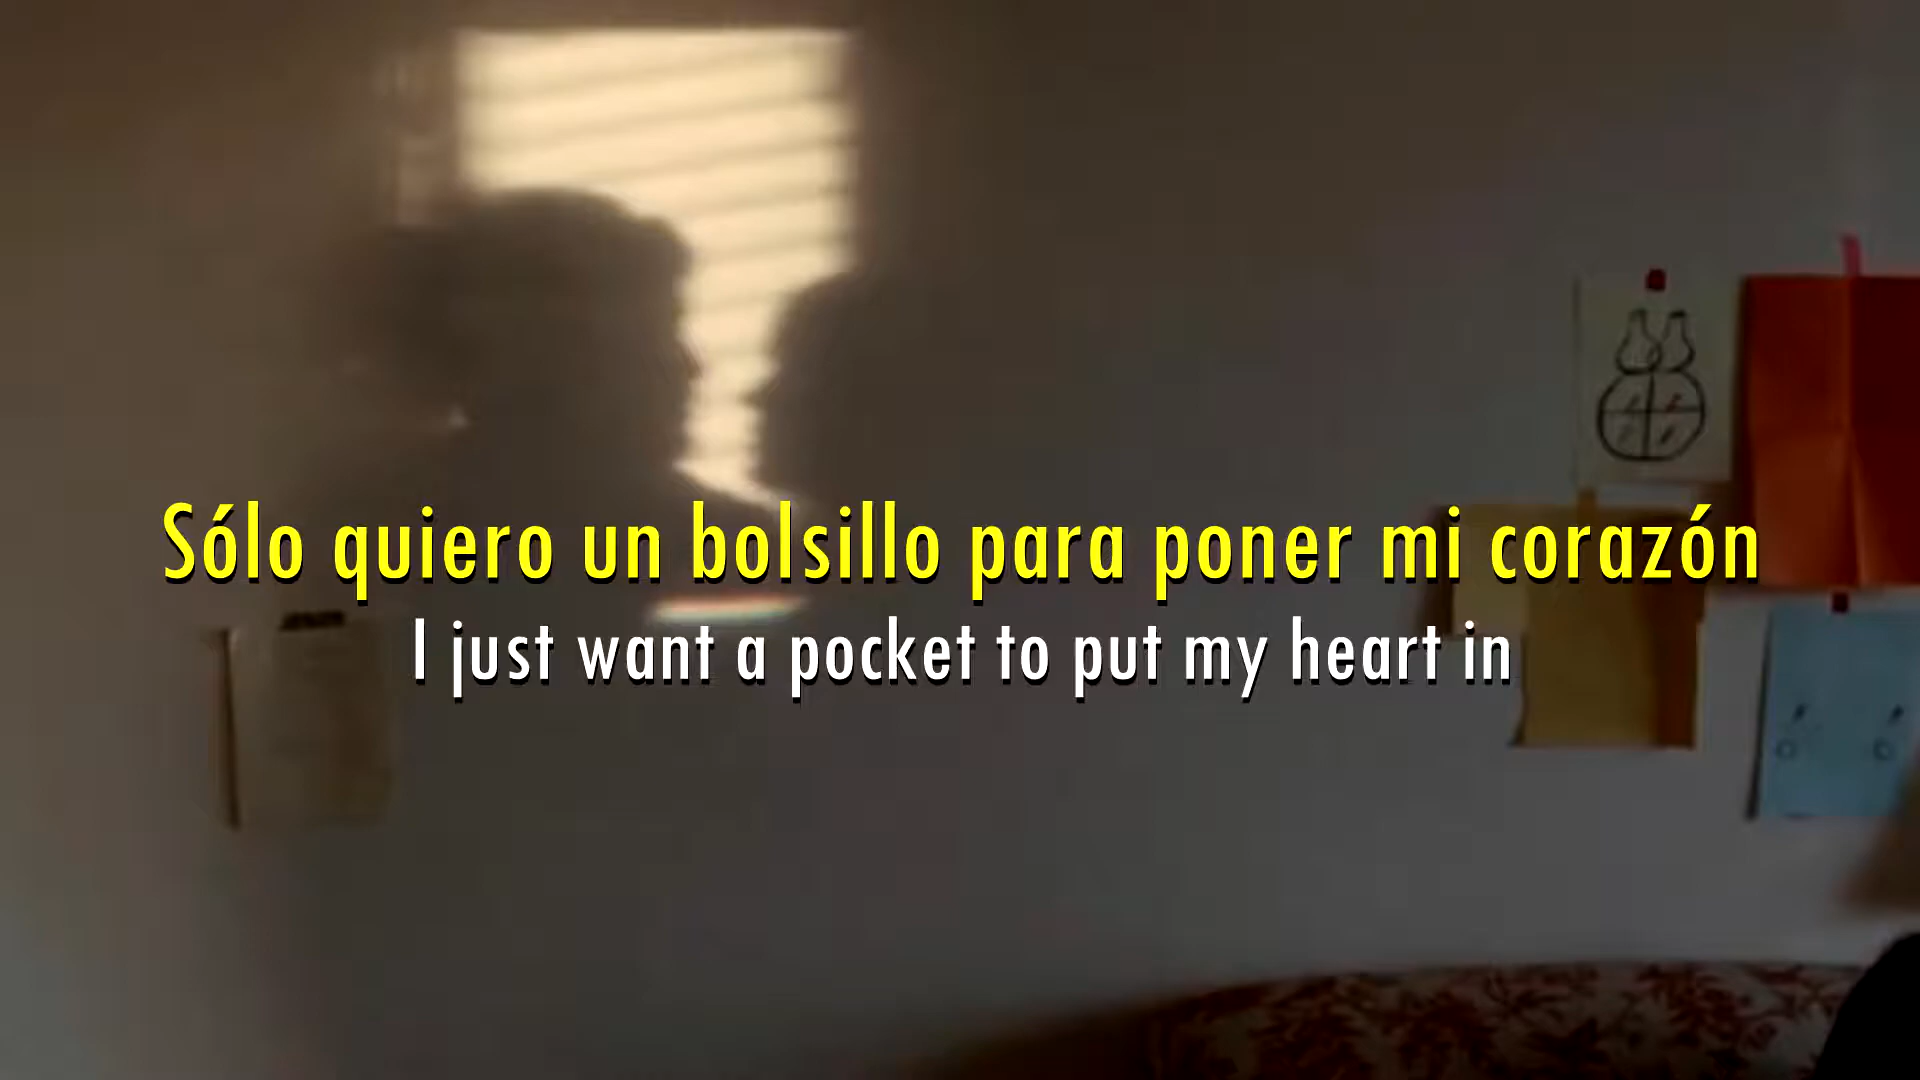 Sólo quiero un bolsillo para poner mi corazón
I just want a pocket to put my heart in